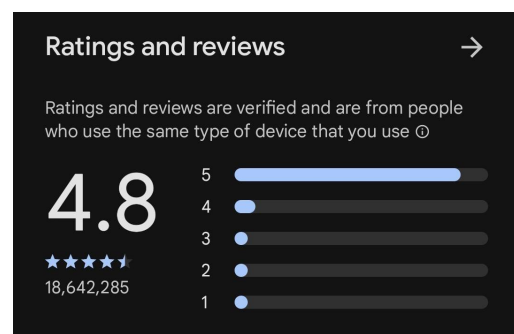 Ratings and reviews
Ratings and reviews are verified and are from people
who use the same type of device that you use
4.8
18,642,285
5
4
3
2
1